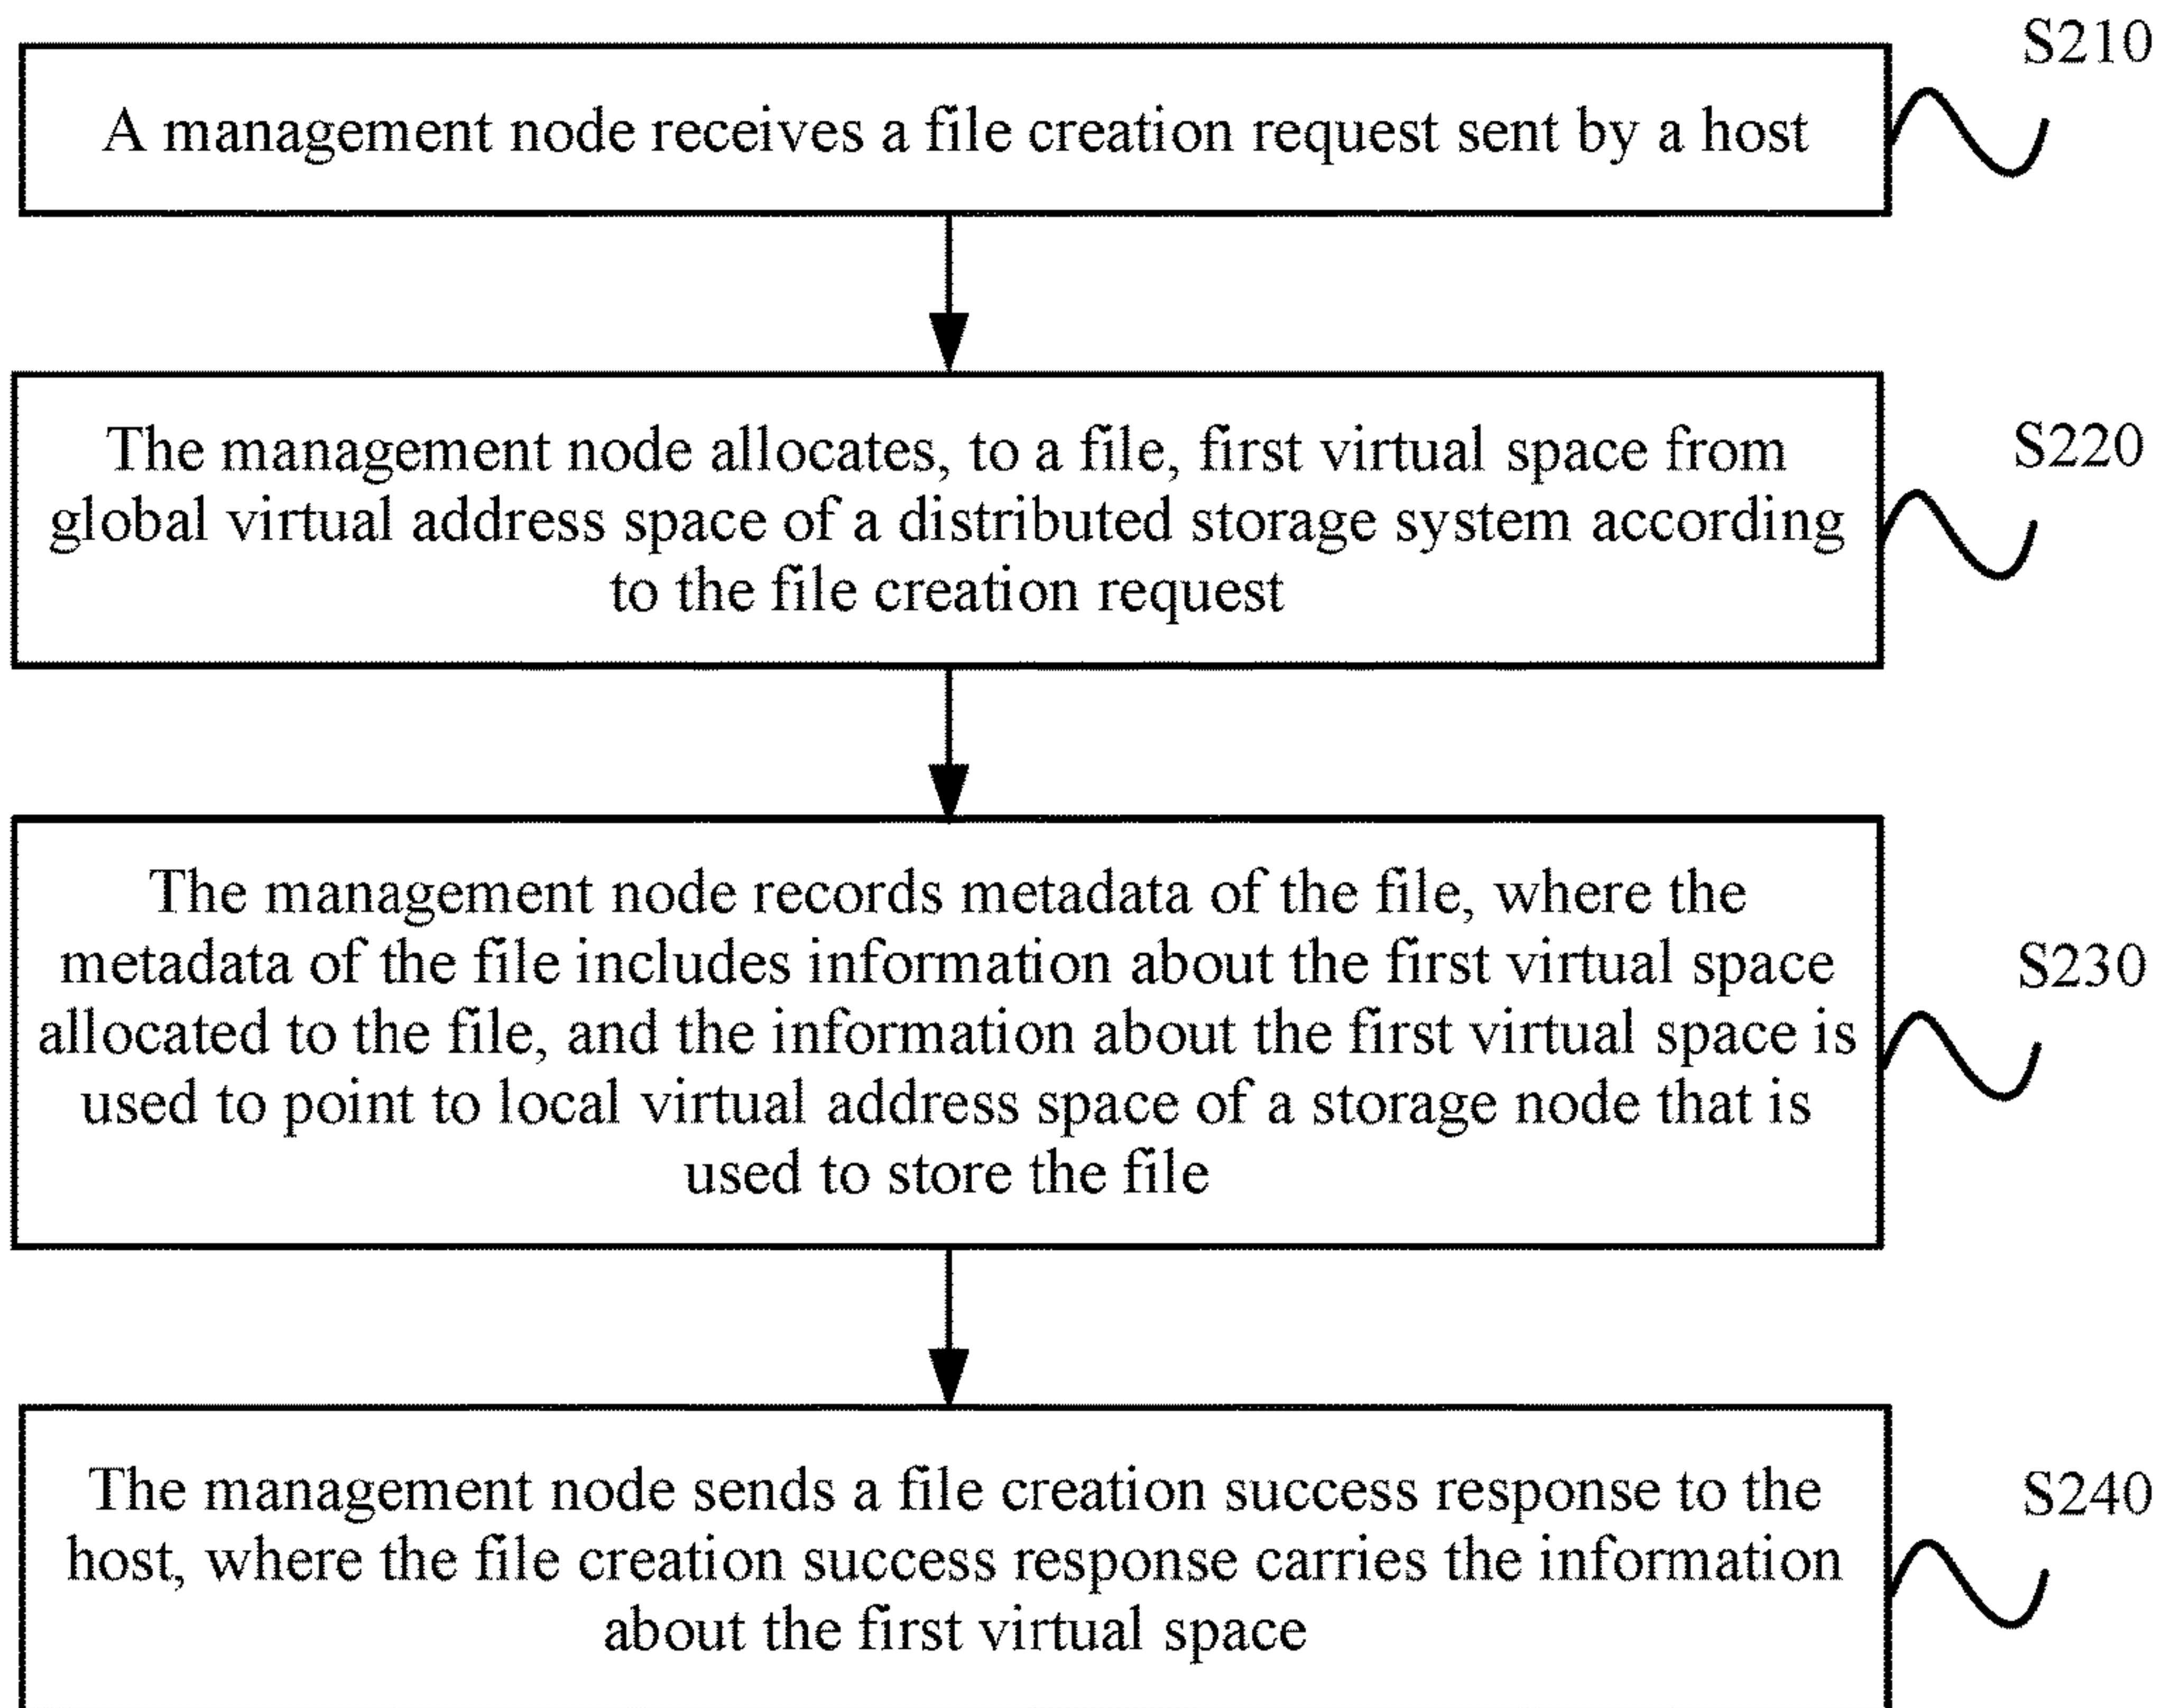 S210
A management node receives a file creation request sent by a host
The management node allocates, to a file, first virtual space from
S220
global virtual address space of a distributed storage system according
to the file creation request
The management node records metadata of the file, where the
metadata of the file includes information about the first virtual space
S230
allocated to the file, and the information about the first virtual space is
used to point to local virtual address space of a storage node that is
used to store the file
The management node sends a file creation success response to the
S240
host, where the file creation success response carries the information
about the first virtual space